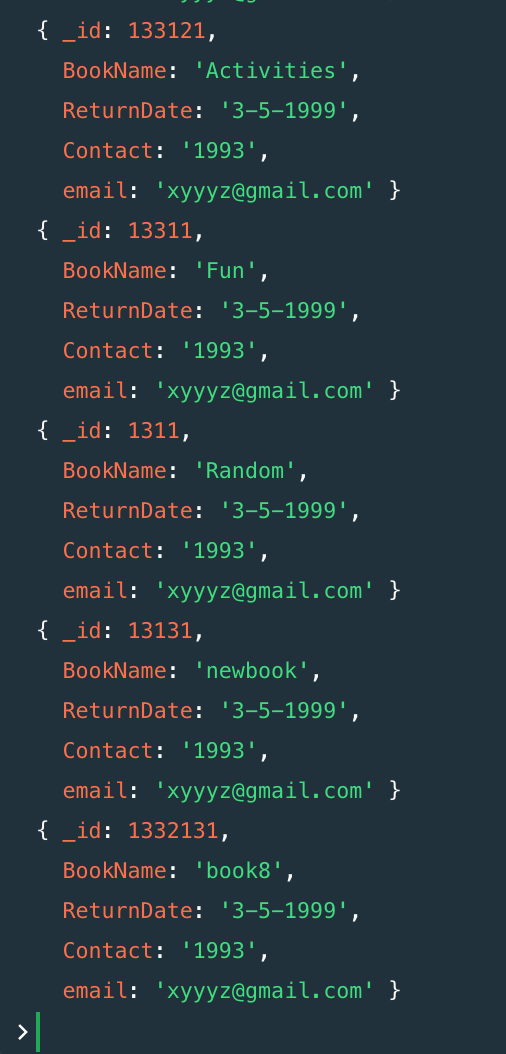 { _id: 133121,
BookName: 'Activities',
ReturnDate: '3-5-1999',
Contact: '1993',
email: 'xyyyz@gmail.com' }
{ _id: 13311,
BookName: 'Fun',
ReturnDate: '3-5-1999',
Contact: '1993',
email: 'xyyyz@gmail.com' }
{ _id: 1311,
BookName: 'Random',
ReturnDate: '3-5-1999',
Contact: '1993',
email: 'xyyyz@gmail.com' }
{ _id: 13131,
BookName: 'newbook',
ReturnDate: '3-5-1999',
Contact: '1993',
email: 'xyyyz@gmail.com' }
{ _id: 1332131,
BookName: 'book8',
ReturnDate: '3-5-1999',
Contact: '1993',
email: 'xyyyz@gmail.com' }
>